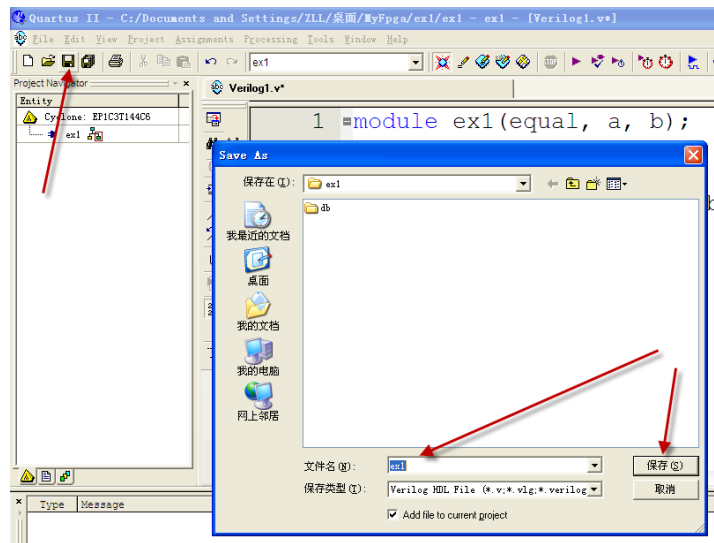 Quartus II - C:/Documents and Settings/ZLL/桌面/MyFpga/ex1/ex1 - ex1 - [Verilog1.v*]
File Edit View Project Assignments Processing Tools Window Help
ex1
Project Navigator
Verilog1.v*
Entity
Cyclone: EP1C3T144C6
ex1
1 module ex1(equal, a, b);
Save As
保存在(I):
ex1
db
我最近的文档
桌面
我的文档
我的电脑
网上邻居
文件名(N):
ex1
保存(S)
保存类型(T):
Verilog HDL File (*.v;*.vlg;*.verilog
取消
Add file to current project
Type Message